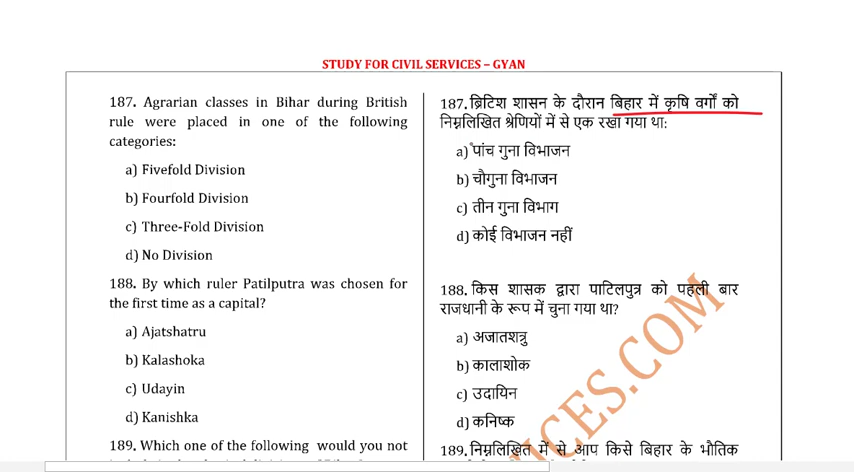 STUDY FOR CIVIL SERVICES – GYAN
187. Agrarian classes in Bihar during British
rule were placed in one of the following
categories:
a) Fivefold Division
b) Fourfold Division
c) Three-Fold Division
d) No Division
188. By which ruler Patilputra was chosen for
the first time as a capital?
a) Ajatshatru
b) Kalashoka
c) Udayin
d) Kanishka
189. Which one of the following would you not
187. ब्रिटिश शासन के दौरान बिहार में कृषि वर्गों को
निम्नलिखित श्रेणियों में से एक रखा गया था:
a) पांच गुना विभाजन
b) चौगुना विभाजन
c) तीन गुना विभाग
d) कोई विभाजन नहीं
188. किस शासक द्वारा पाटिलपुत्र को पहली बार
राजधानी के रूप में चुना गया था?
a) अजातशत्रु
b) कालाशोक
c) उदायिन
d) कनिष्क
189. निम्नलिखित में से आप किसे बिहार के भौतिक
ICES.COM